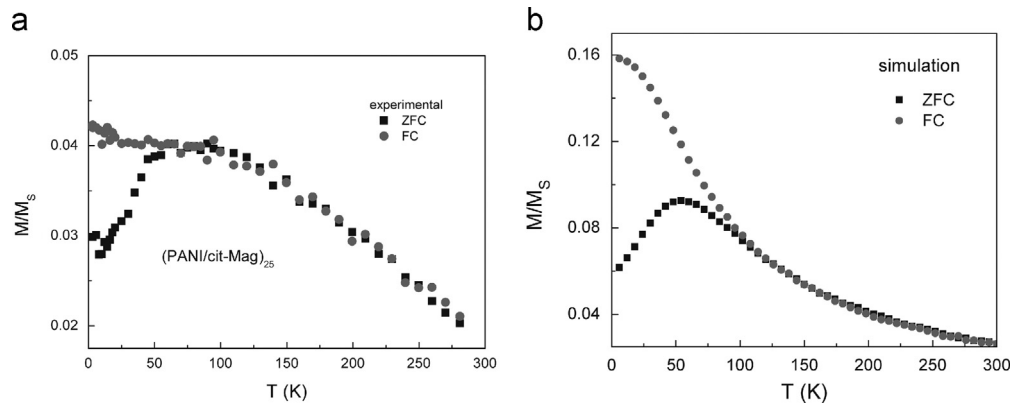 a
0.05
0.04
0.03
0.02
M/MS
experimental
ZFC
FC
(PANI/cit-Mag)25
0 50 100 150 200 250 300
T (K)
b
0.16
0.12
0.08
0.04
M/MS
simulation
ZFC
FC
0 50 100 150 200 250 300
T (K)